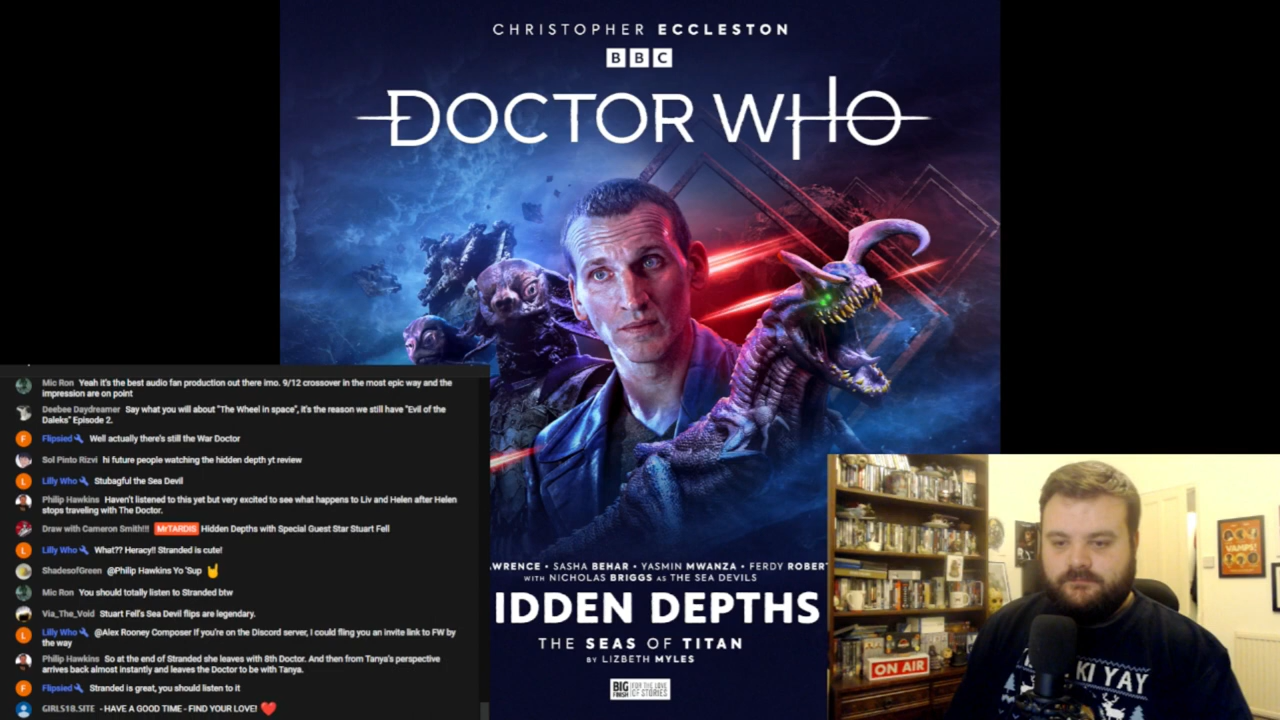 CHRISTOPHER ECCLESTON
BBC
DOCTOR WHO
Mic Ron Yeah it's the best audio fan production out there imo. 9/12 crossover in the most epic way and the
impression are on point
Deebee Daydreamer Say what you will about "The Wheel in space", it's the reason we still have "Evil of the
Daleks" Episode 2.
Flipsied Well actually there's still the War Doctor
Sol Pinto Rizvi hi future people watching the hidden depth yt review
Lilly Who Stubagful the Sea Devil
Philip Hawkins Haven't listened to this yet but very excited to see what happens to Liv and Helen after Helen
stops traveling with The Doctor.
Draw with Cameron Smith!!! MrTARDIS Hidden Depths with Special Guest Star Stuart Fell
Lilly Who What?? Heracy!! Stranded is cute!
ShadesofGreen @Philip Hawkins Yo 'Sup
Mic Ron You should totally listen to Stranded btw
Via_The_Void Stuart Fell's Sea Devil flips are legendary.
Lilly Who @Alex Rooney Composer If you're on the Discord server, I could fling you an invite link to FW by
the way
Philip Hawkins So at the end of Stranded she leaves with 8th Doctor. And then from Tanya's perspective
arrives back almost instantly and leaves the Doctor to be with Tanya.
Flipsied Stranded is great, you should listen to it
GIRLS18.SITE - HAVE A GOOD TIME - FIND YOUR LOVE!
AWRENCE • SASHA BEHAR • YASMIN MWANZA • FERDY ROBER
WITH NICHOLAS BRIGGS AS THE SEA DEVILS
IDDEN DEPTHS
THE SEAS OF TITAN
BY LIZBETH MYLES
BIG FINISH FOR THE LOVE OF STORIES
VAMPS!
ON AIR
KI YAY